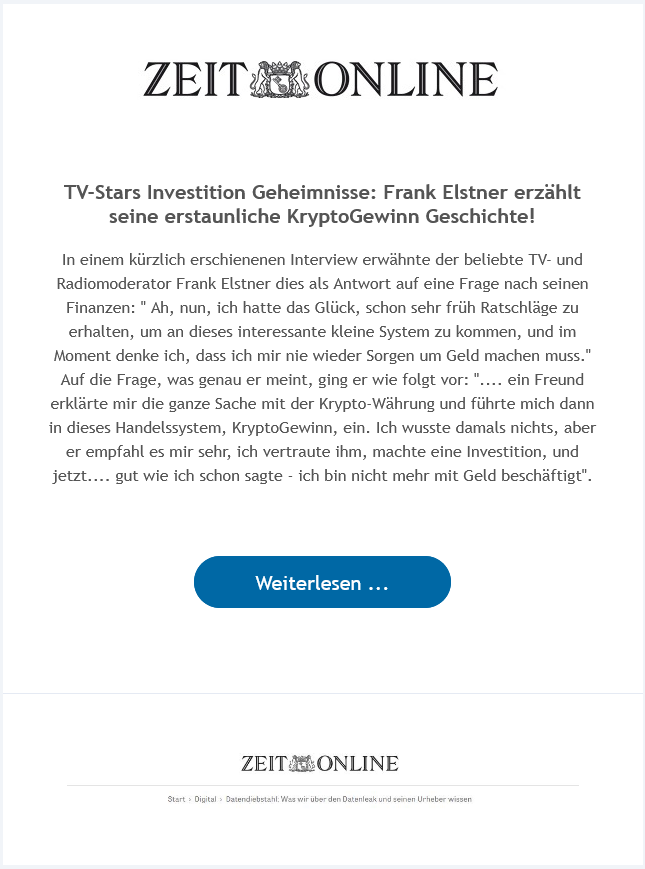 ZEIT ONLINE
TV-Stars Investition Geheimnisse: Frank Elstner erzählt
seine erstaunliche KryptoGewinn Geschichte!
In einem kürzlich erschienenen Interview erwähnte der beliebte TV- und
Radiomoderator Frank Elstner dies als Antwort auf eine Frage nach seinen
Finanzen: " Ah, nun, ich hatte das Glück, schon sehr früh Ratschläge zu
erhalten, um an dieses interessante kleine System zu kommen, und im
Moment denke ich, dass ich mir nie wieder Sorgen um Geld machen muss."
Auf die Frage, was genau er meint, ging er wie folgt vor: ".... ein Freund
erklärte mir die ganze Sache mit der Krypto-Währung und führte mich dann
in dieses Handelssystem, KryptoGewinn, ein. Ich wusste damals nichts, aber
er empfahl es mir sehr, ich vertraute ihm, machte eine Investition, und
jetzt.... gut wie ich schon sagte - ich bin nicht mehr mit Geld beschäftigt".
Weiterlesen ...
ZEIT ONLINE
Start › Digital › Datendiebstahl: Was wir über den Datenleak und seinen Urheber wissen